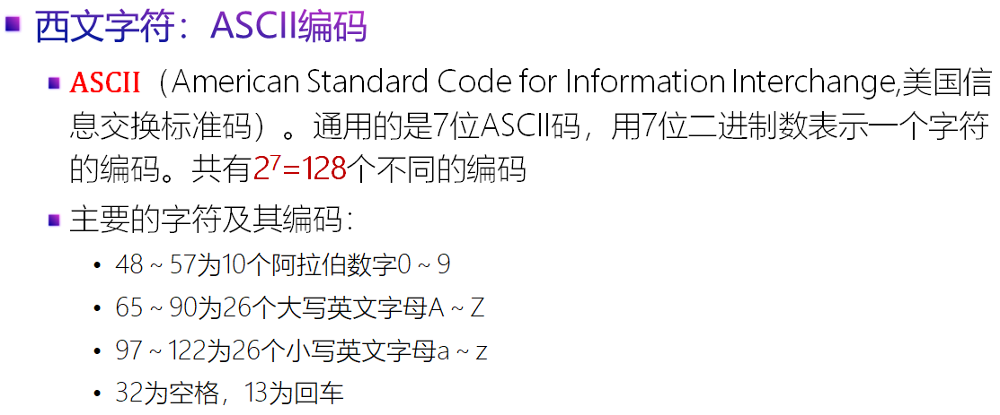 西文字符：ASCII编码
ASCII（American Standard Code for Information Interchange,美国信
息交换标准码）。通用的是7位ASCII码，用7位二进制数表示一个字符
的编码。共有2⁷=128个不同的编码
主要的字符及其编码：
• 48～57为10个阿拉伯数字0～9
• 65～90为26个大写英文字母A～Z
• 97～122为26个小写英文字母a～z
• 32为空格，13为回车